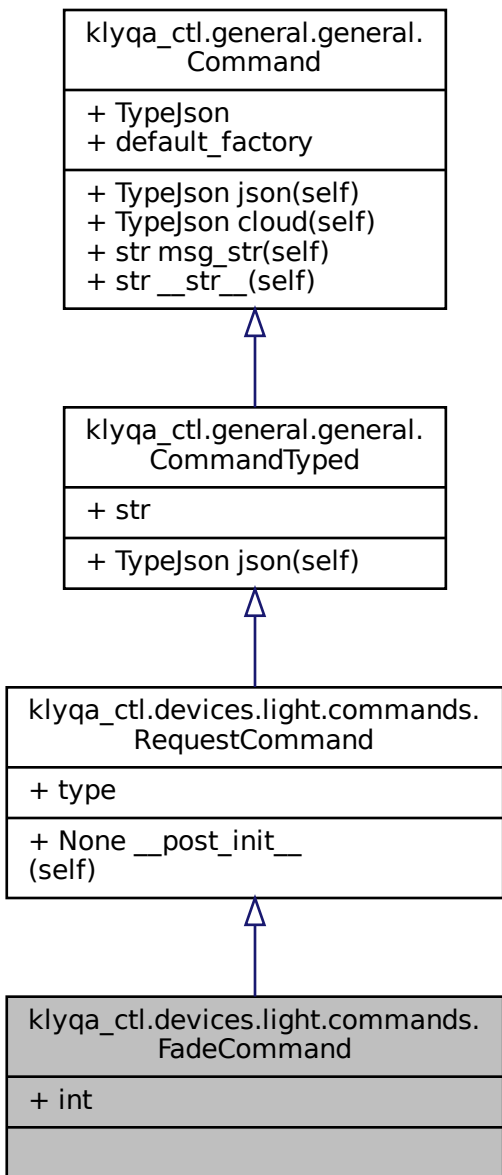 klyqa_ctl.general.general.
Command
+ TypeJson
+ default_factory
+ TypeJson json(self)
+ TypeJson cloud(self)
+ str msg_str(self)
+ str __str__(self)
klyqa_ctl.general.general.
CommandTyped
+ str
+ TypeJson json(self)
klyqa_ctl.devices.light.commands.
RequestCommand
+ type
+ None __post_init__
(self)
klyqa_ctl.devices.light.commands.
FadeCommand
+ int